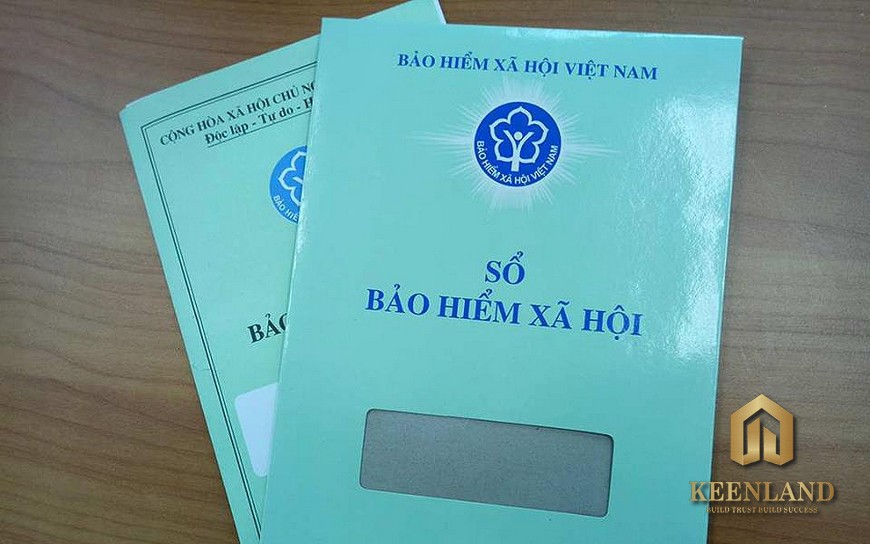 BẢO HIỂM XÃ HỘI VIỆT NAM
BẢO HIỂM XÃ HỘI VIỆT NAM
SỔ
BẢO HIỂM XÃ HỘI
CỘNG HÒA XÃ HỘI CHỦ
Độc lập - Tự do -
BẢO
KEENLAND
BUILD TRUST BUILD SUCCESS